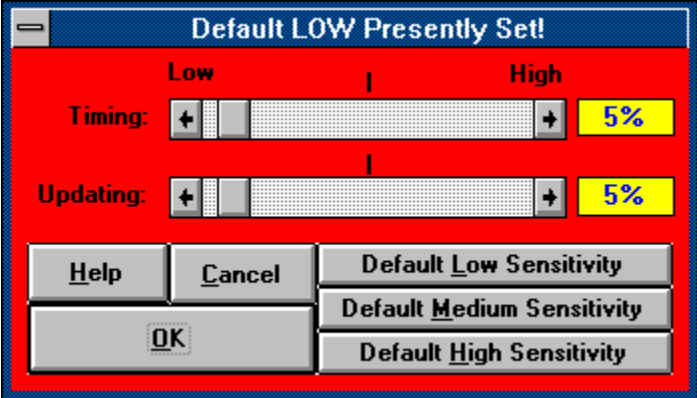 Default LOW Presently Set!
Low High
Timing: 5%
Updating: 5%
Help Cancel Default Low Sensitivity
Default Medium Sensitivity
OK
Default High Sensitivity